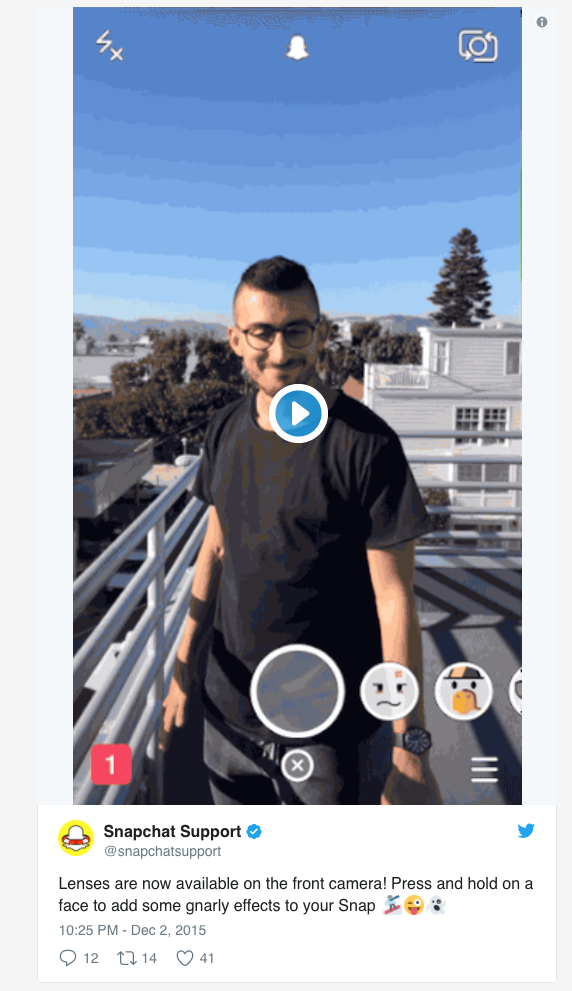 1
Snapchat Support
@snapchatsupport
Lenses are now available on the front camera! Press and hold on a
face to add some gnarly effects to your Snap 🏂😜👻
10:25 PM - Dec 2, 2015
12 14 41